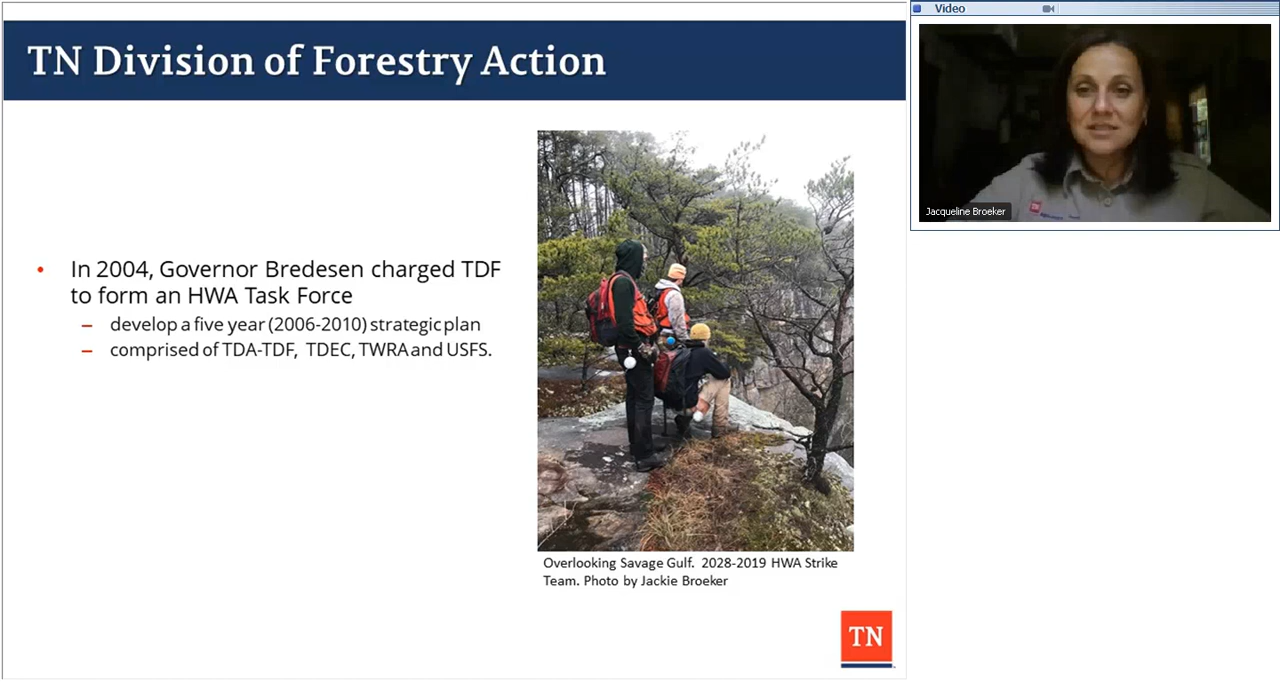 TN Division of Forestry Action
• In 2004, Governor Bredesen charged TDF
to form an HWA Task Force
– develop a five year (2006-2010) strategic plan
– comprised of TDA-TDF, TDEC, TWRA and USFS.
Overlooking Savage Gulf. 2028-2019 HWA Strike
Team. Photo by Jackie Broeker
TN
Video
Jacqueline Broeker